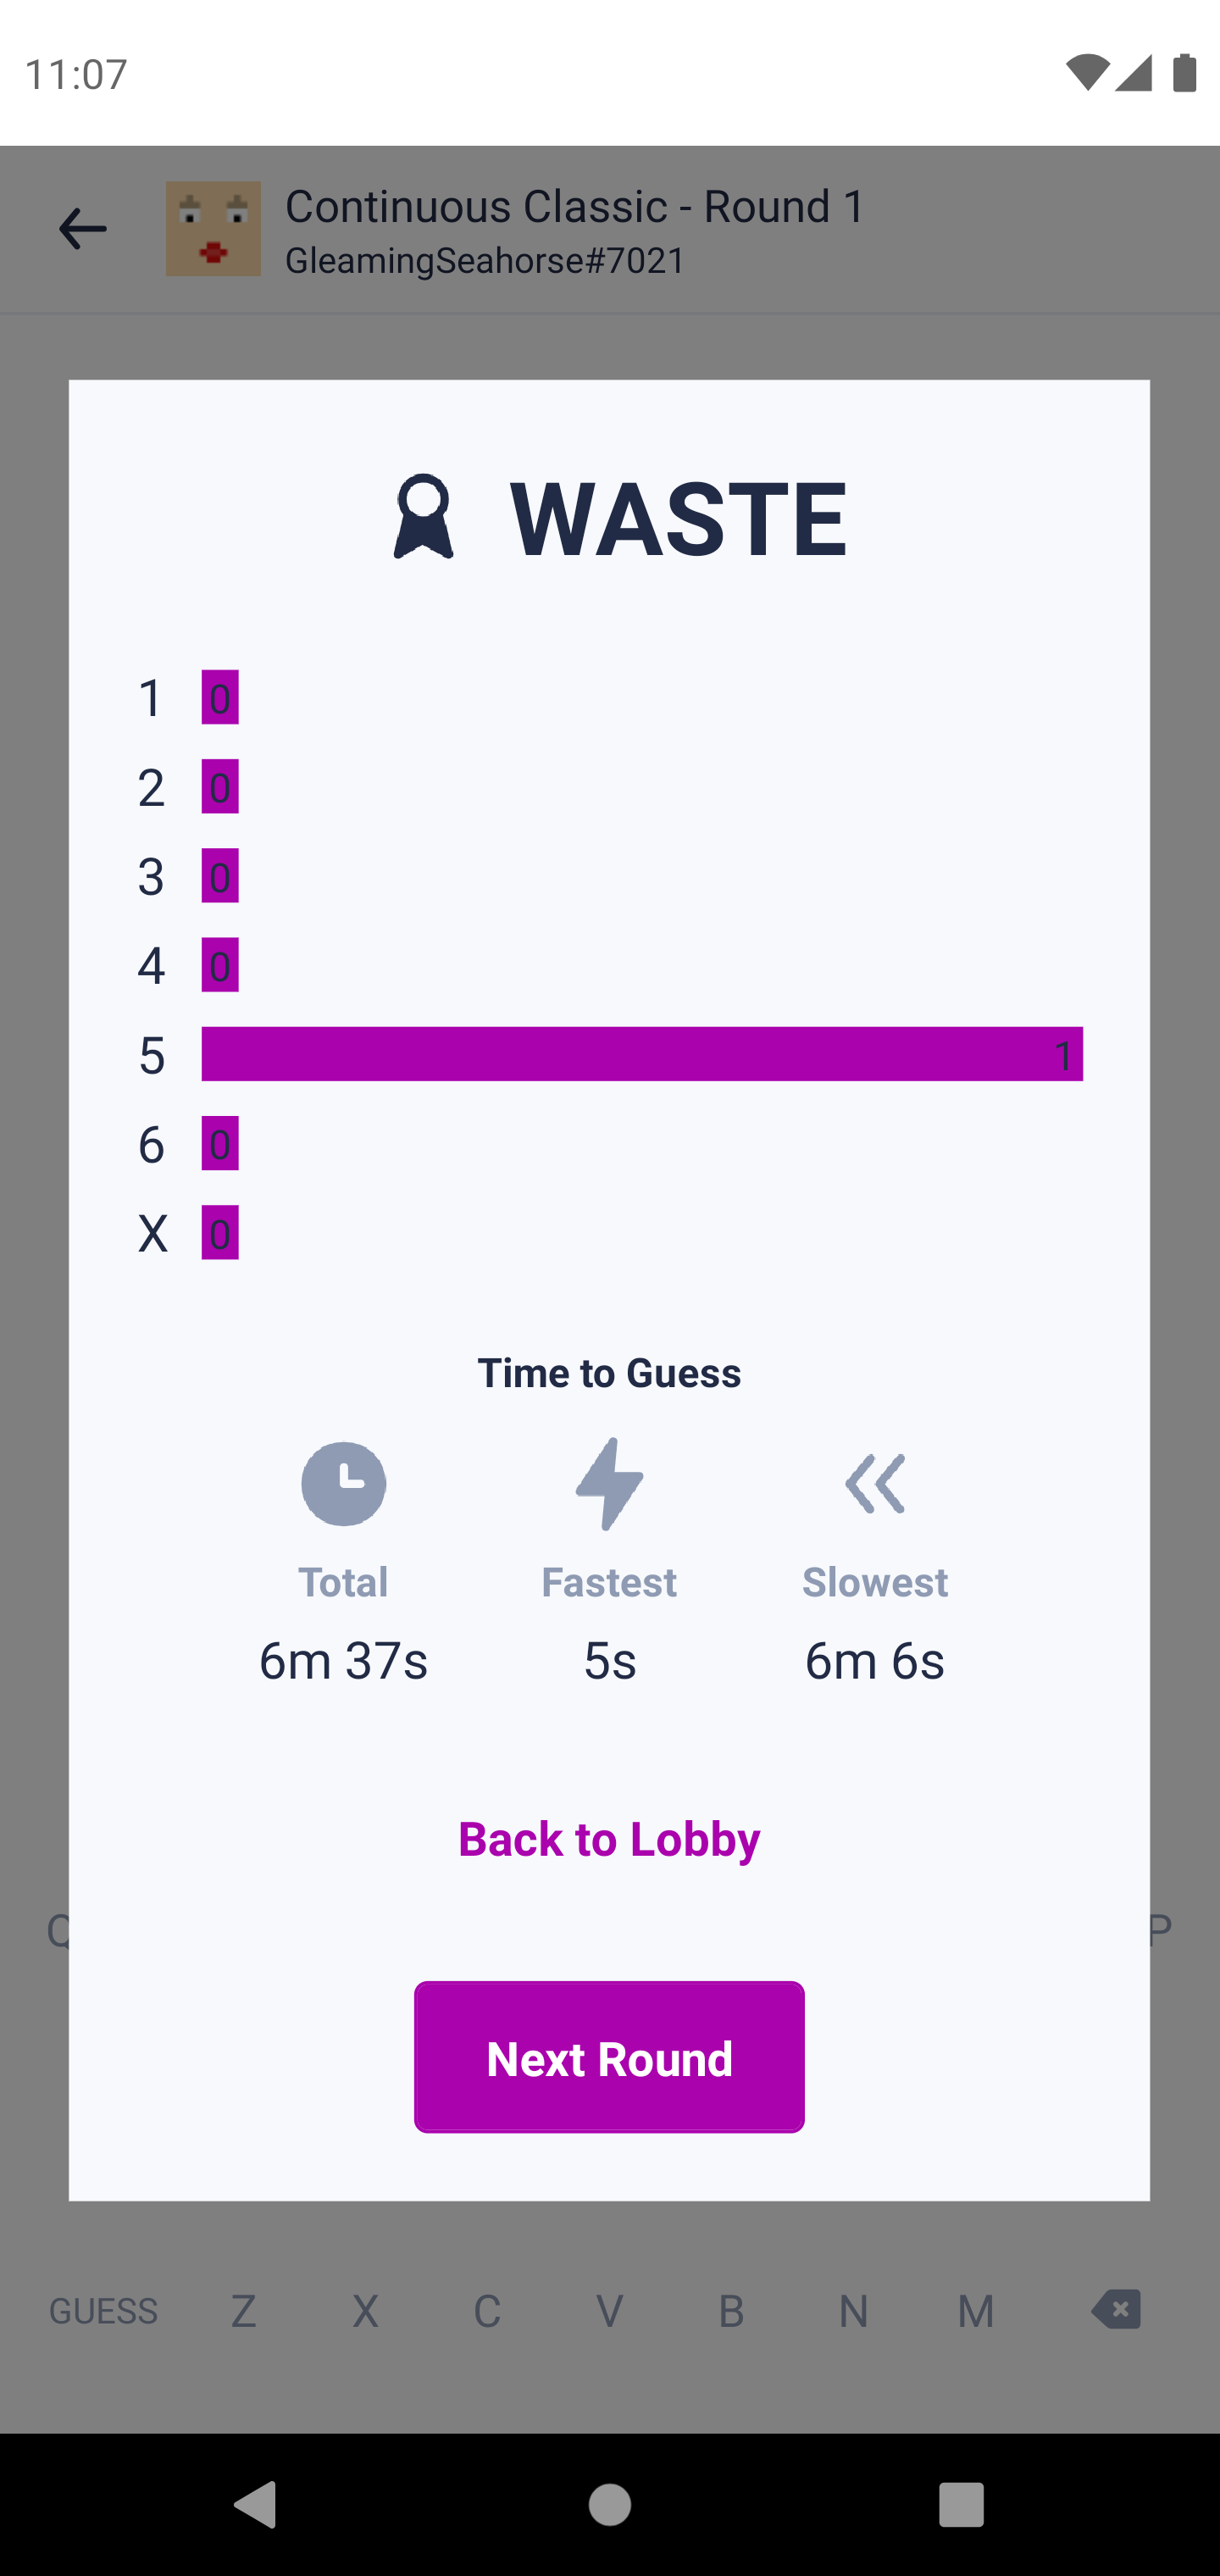 11:07
Continuous Classic - Round 1
GleamingSeahorse#7021
WASTE
1 0
2 0
3 0
4 0
5 1
6 0
X 0
Time to Guess
Total Fastest Slowest
6m 37s 5s 6m 6s
Back to Lobby
P
Next Round
GUESS Z X C V B N M